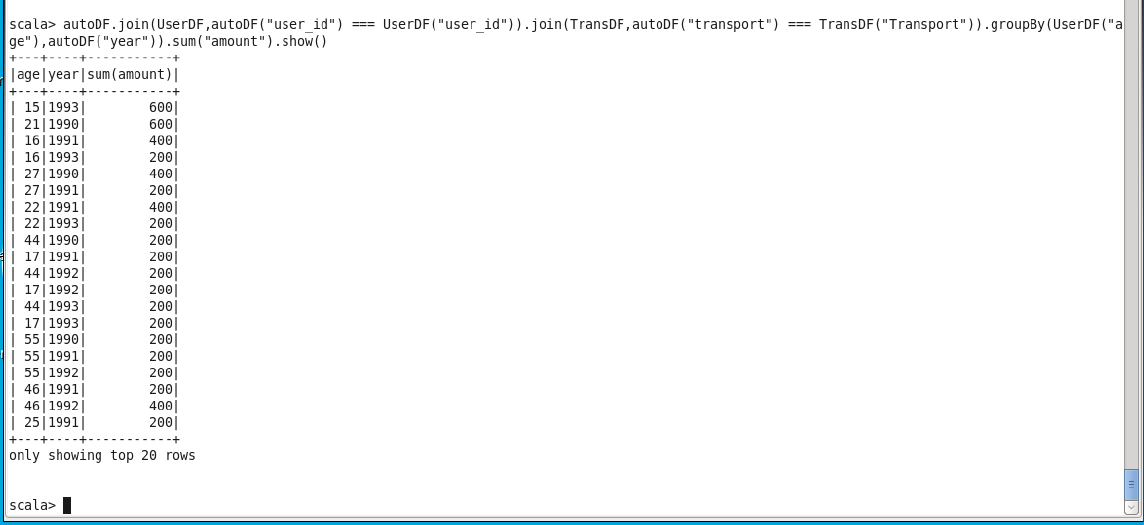 scala> autoDF.join(UserDF,autoDF("user_id") === UserDF("user_id")).join(TransDF,autoDF("transport") === TransDF("Transport")).groupBy(UserDF("a
ge"),autoDF("year")).sum("amount").show()
+---+----+-----------+
|age|year|sum(amount)|
+---+----+-----------+
| 15|1993|        600|
| 21|1990|        600|
| 16|1991|        400|
| 16|1993|        200|
| 27|1990|        400|
| 27|1991|        200|
| 22|1991|        400|
| 22|1993|        200|
| 44|1990|        200|
| 17|1991|        200|
| 44|1992|        200|
| 17|1992|        200|
| 44|1993|        200|
| 17|1993|        200|
| 55|1990|        200|
| 55|1991|        200|
| 55|1992|        200|
| 46|1991|        200|
| 46|1992|        400|
| 25|1991|        200|
+---+----+-----------+
only showing top 20 rows
scala>